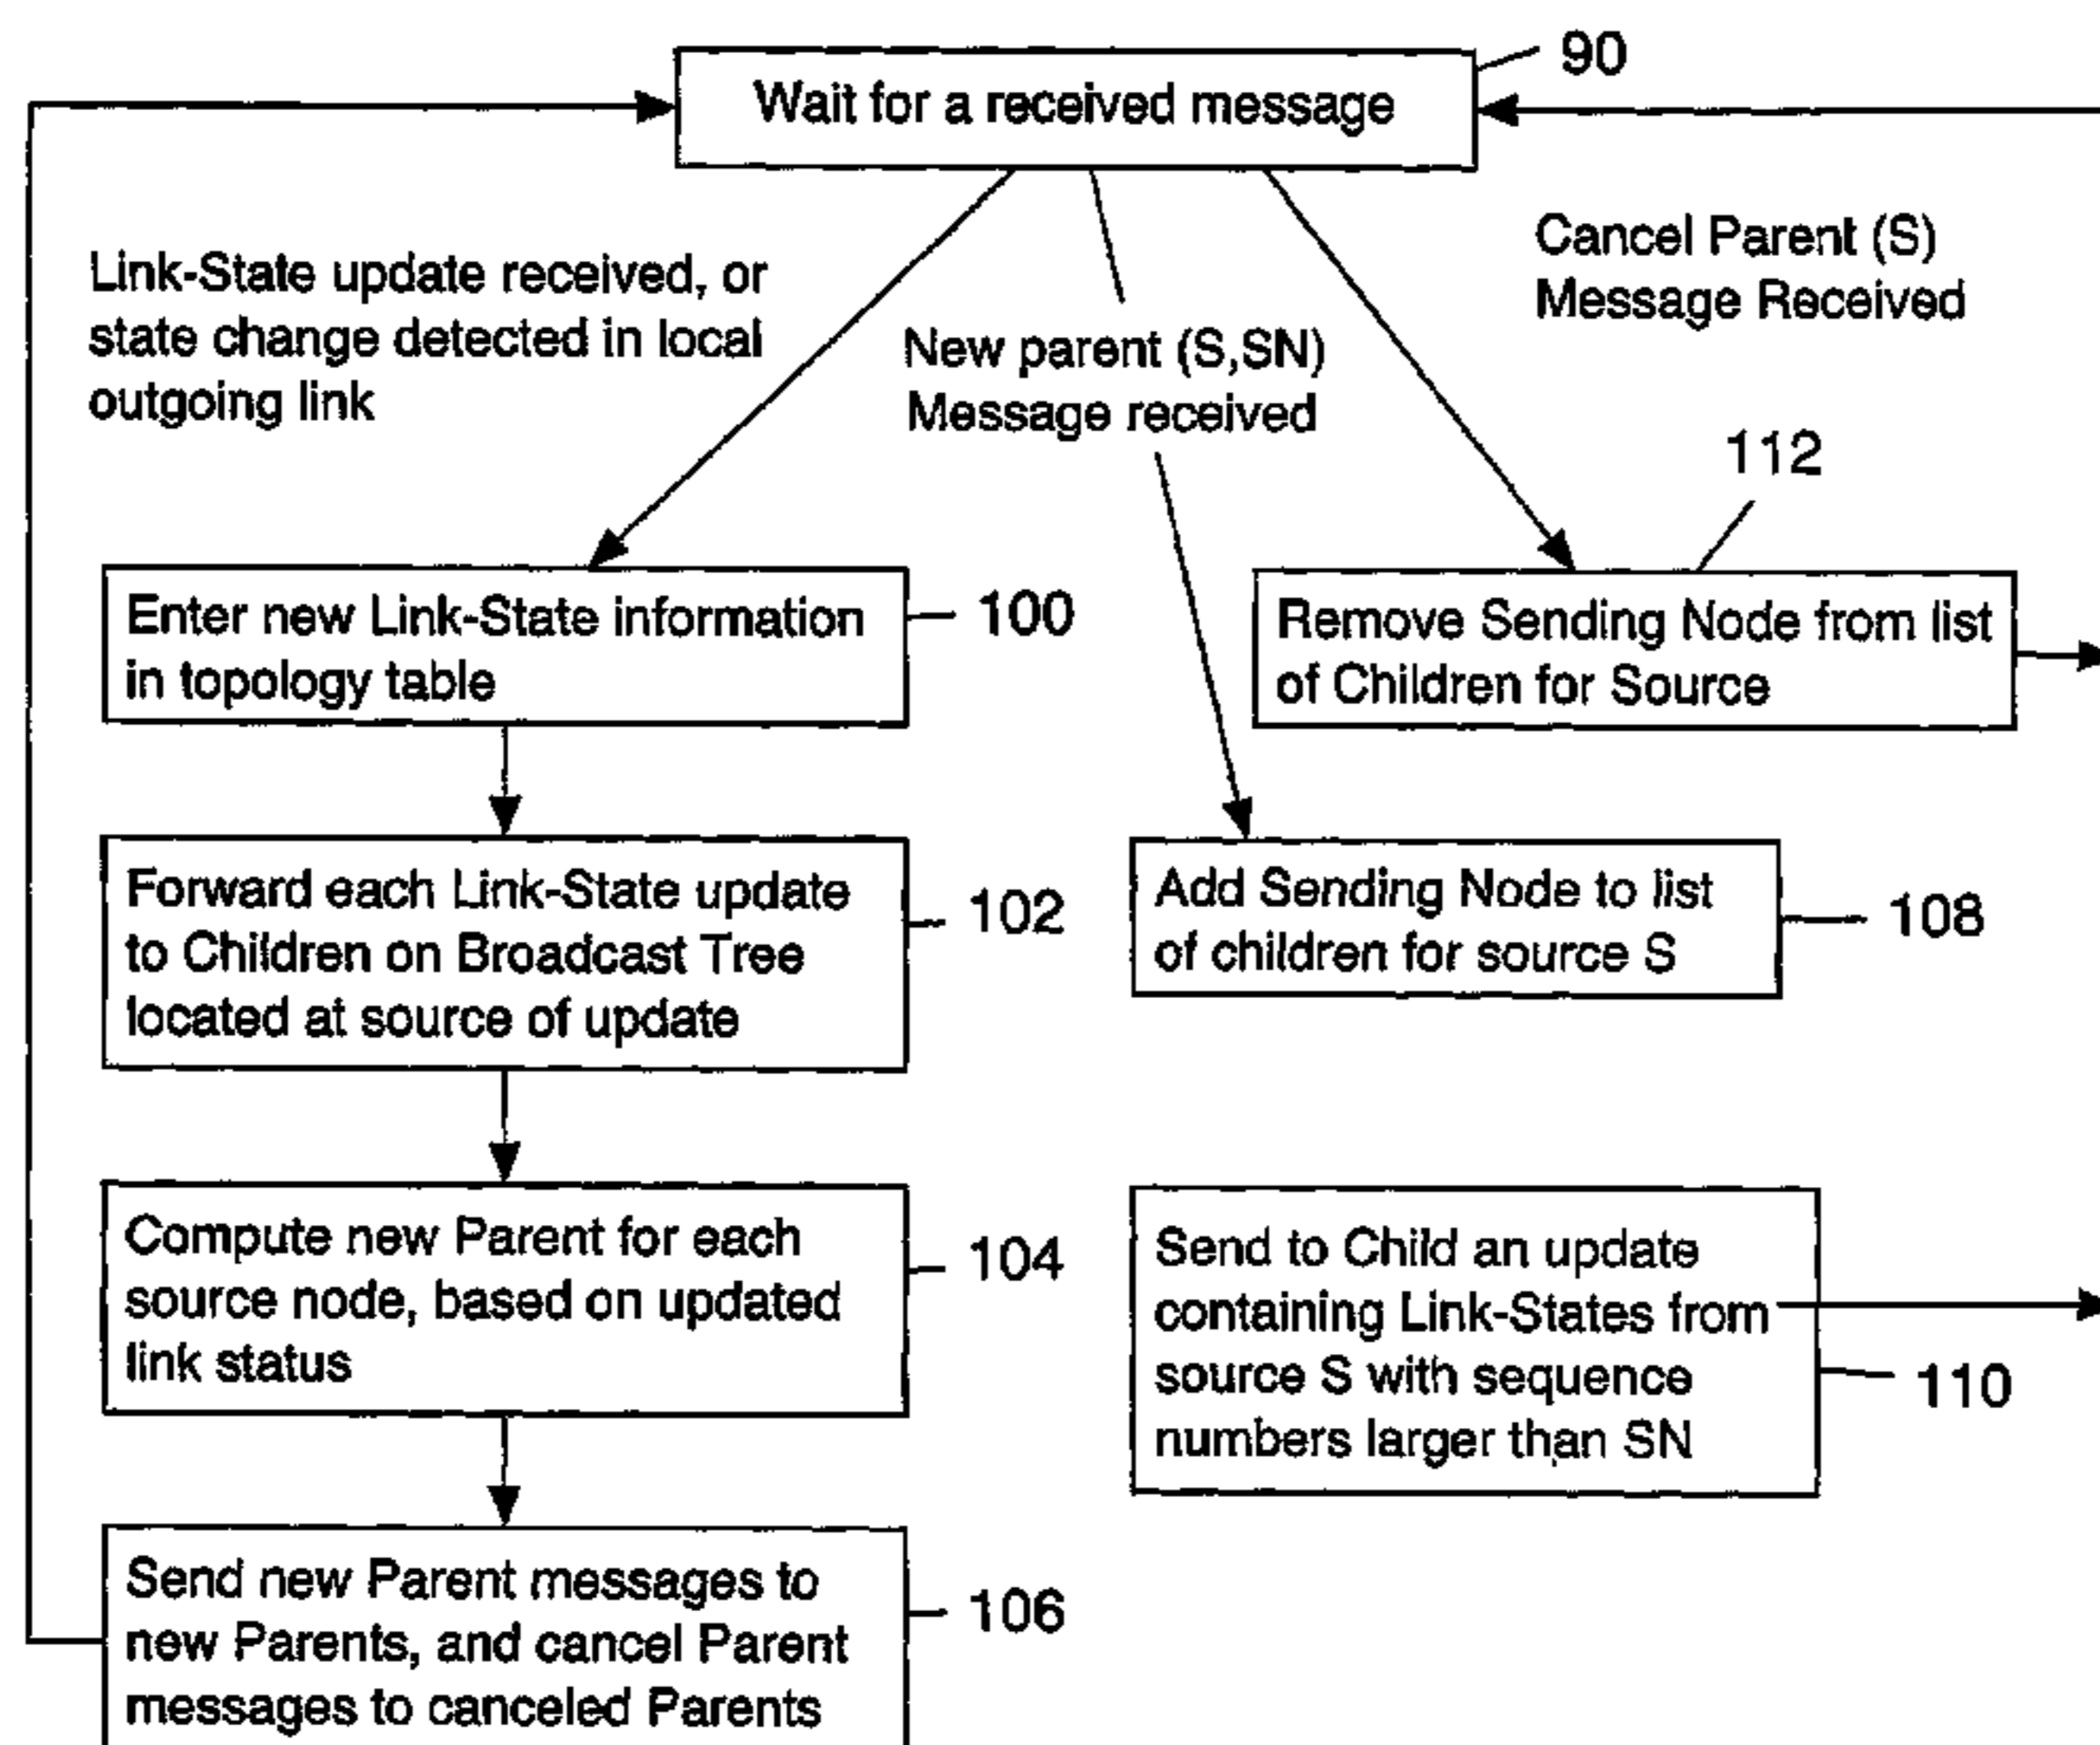 90
Wait for a received message
Link-State update received, or
state change detected in local
outgoing link
New parent (S,SN)
Message received
Cancel Parent (S)
Message Received
112
Enter new Link-State information
in topology table
100
Remove Sending Node from list
of Children for Source
Forward each Link-State update
to Children on Broadcast Tree
located at source of update
102
Add Sending Node to list
of children for source S
108
Compute new Parent for each
source node, based on updated
link status
104
Send to Child an update
containing Link-States from
source S with sequence
numbers larger than SN
110
Send new Parent messages to
new Parents, and cancel Parent
messages to canceled Parents
106